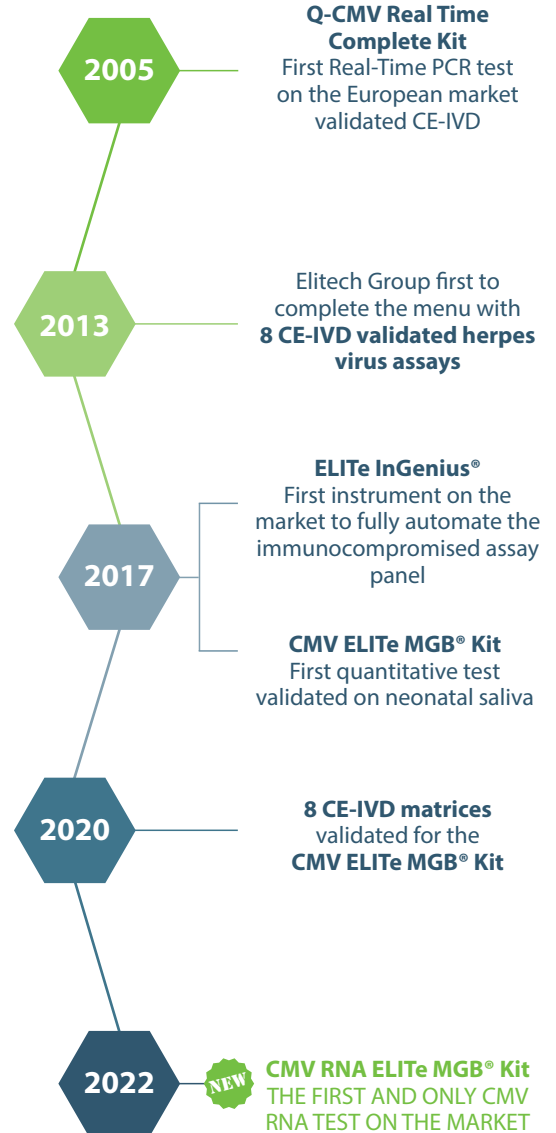 2005
Q-CMV Real Time
Complete Kit
First Real-Time PCR test
on the European market
validated CE-IVD
2013
Elitech Group first to
complete the menu with
8 CE-IVD validated herpes
virus assays
2017
ELITe InGenius®
First instrument on the
market to fully automate the
immunocompromised assay
panel
CMV ELITe MGB® Kit
First quantitative test
validated on neonatal saliva
2020
8 CE-IVD matrices
validated for the
CMV ELITe MGB® Kit
2022
NEW
CMV RNA ELITe MGB® Kit
THE FIRST AND ONLY CMV
RNA TEST ON THE MARKET